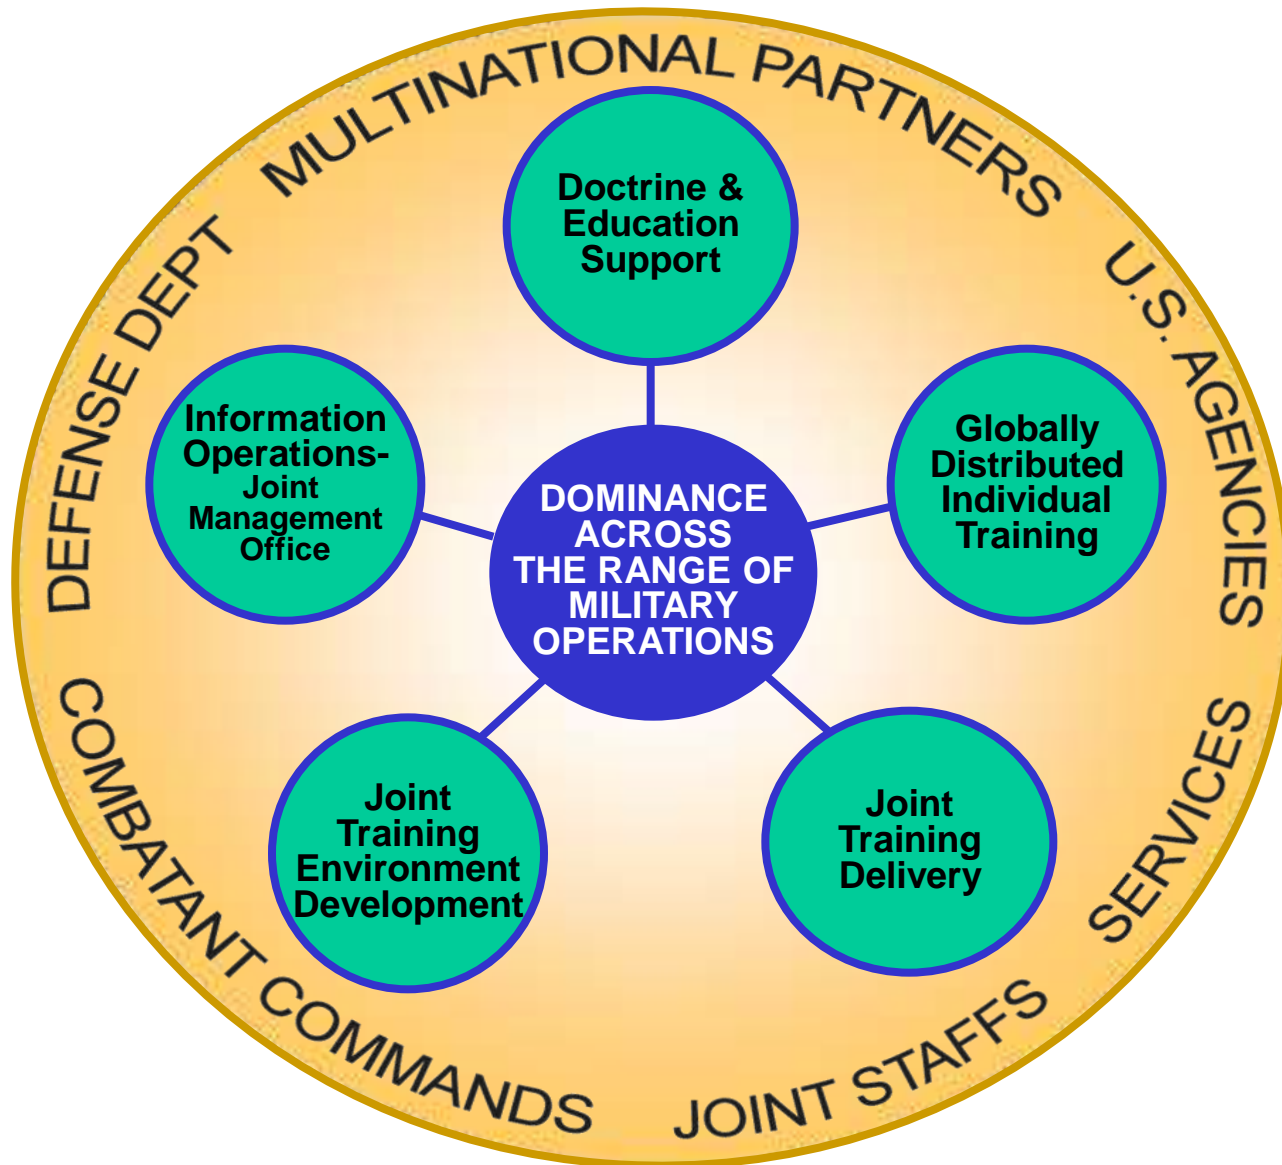 MULTINATIONAL PARTNERS
U.S. AGENCIES
SERVICES
JOINT STAFFS
COMBATANT COMMANDS
DEFENSE DEPT
Doctrine &
Education
Support
Globally
Distributed
Individual
Training
Joint
Training
Delivery
Joint
Training
Environment
Development
Information
Operations-
Joint
Management
Office
DOMINANCE
ACROSS
THE RANGE OF
MILITARY
OPERATIONS